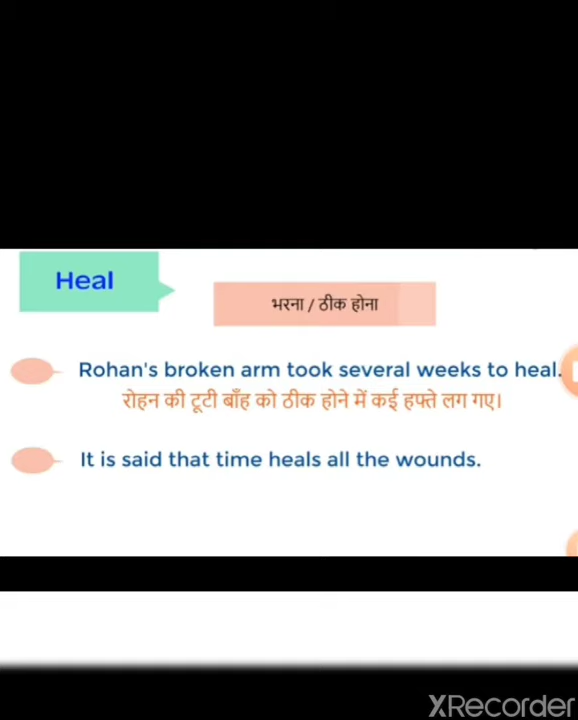 Heal
भरना / ठीक होना
Rohan's broken arm took several weeks to heal.
रोहन की टूटी बाँह को ठीक होने में कई हफ्ते लग गए।
It is said that time heals all the wounds.
XRecorder